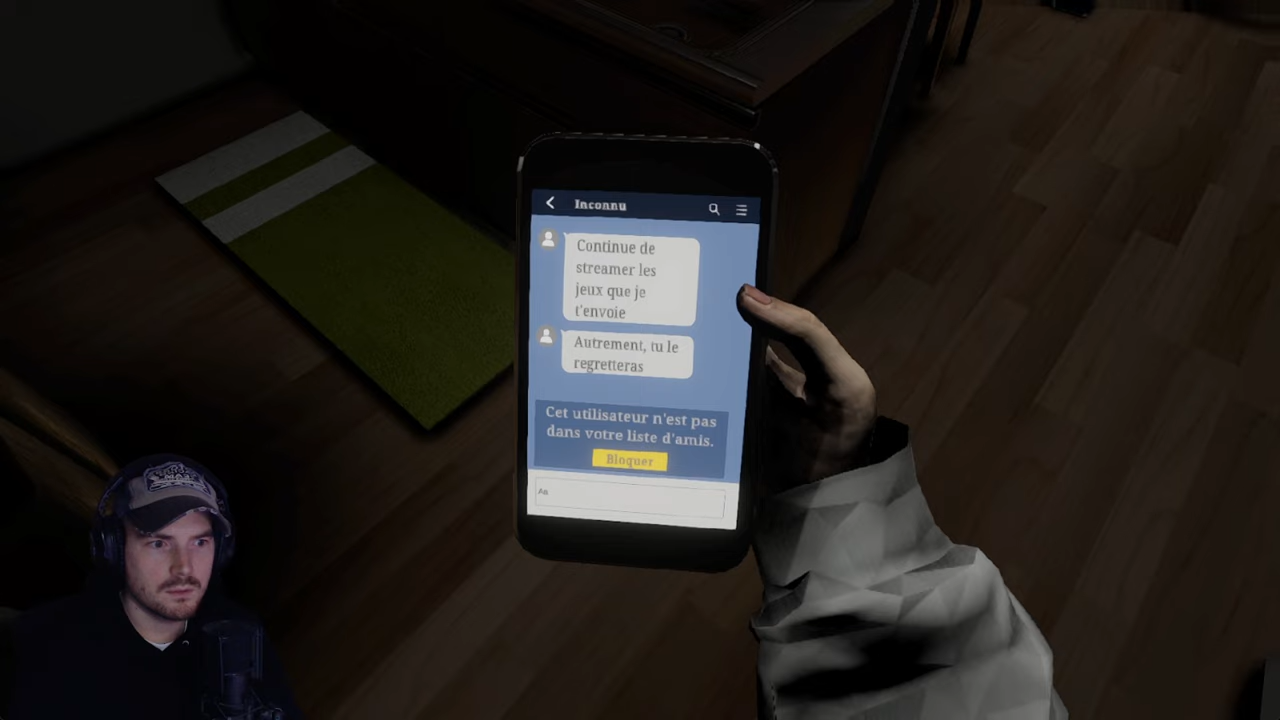 Inconnu
Continue de
streamer les
jeux que je
t'envoie
Autrement, tu le
regretteras
Cet utilisateur n'est pas
dans votre liste d'amis.
Bloquer
Aa